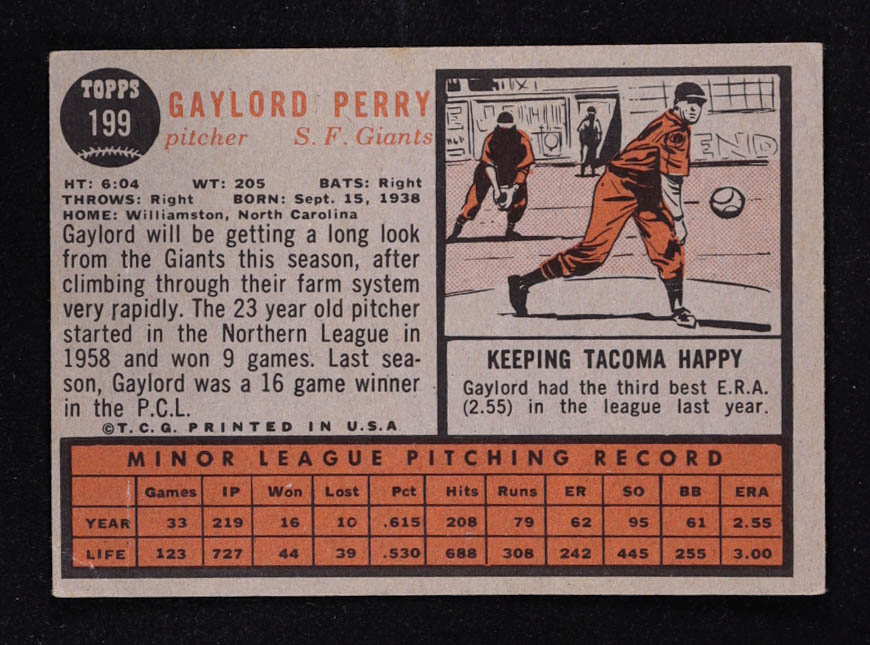 TOPPS
199
GAYLORD PERRY
pitcher S. F. Giants
HT: 6:04 WT: 205 BATS: Right
THROWS: Right BORN: Sept. 15, 1938
HOME: Williamston, North Carolina
Gaylord will be getting a long look
from the Giants this season, after
climbing through their farm system
very rapidly. The 23 year old pitcher
started in the Northern League in
1958 and won 9 games. Last sea-
son, Gaylord was a 16 game winner
in the P.C.L.
©T.C.G. PRINTED IN U.S.A
KEEPING TACOMA HAPPY
Gaylord had the third best E.R.A.
(2.55) in the league last year.
MINOR LEAGUE PITCHING RECORD
Games IP Won Lost Pct Hits Runs ER SO BB ERA
YEAR 33 219 16 10 .615 208 79 62 95 61 2.55
LIFE 123 727 44 39 .530 688 308 242 445 255 3.00